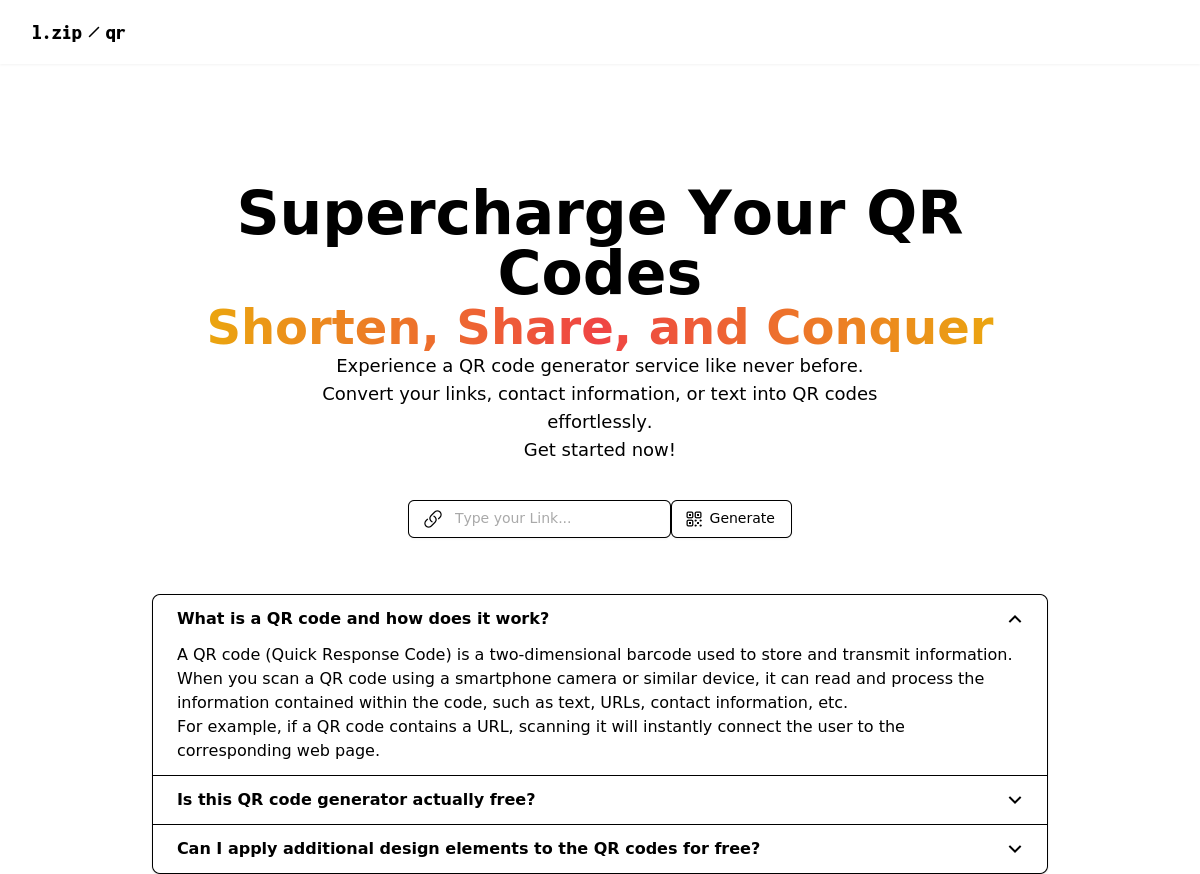 l.zip / qr
Supercharge Your QR
Codes
Shorten, Share, and Conquer
Experience a QR code generator service like never before.
Convert your links, contact information, or text into QR codes
effortlessly.
Get started now!
Type your Link...
Generate
What is a QR code and how does it work?
A QR code (Quick Response Code) is a two-dimensional barcode used to store and transmit information.
When you scan a QR code using a smartphone camera or similar device, it can read and process the
information contained within the code, such as text, URLs, contact information, etc.
For example, if a QR code contains a URL, scanning it will instantly connect the user to the
corresponding web page.
Is this QR code generator actually free?
Can I apply additional design elements to the QR codes for free?